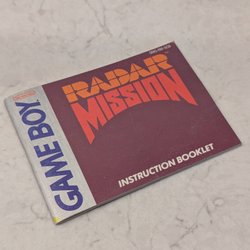 RADAR
MISSION
GAME BOY
INSTRUCTION BOOKLET